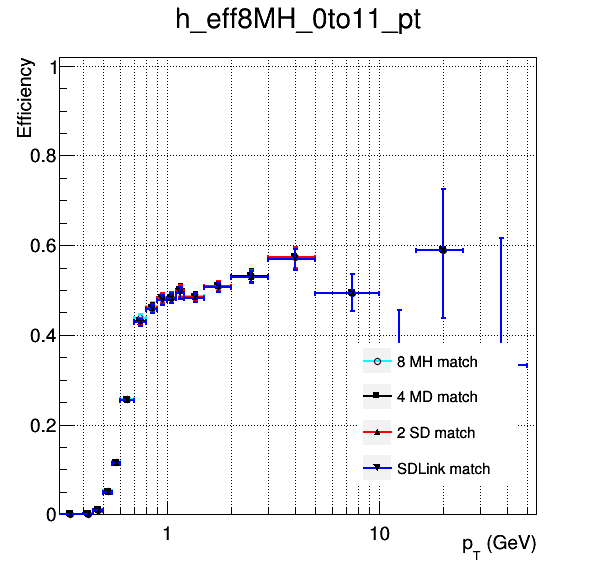 h_eff8MH_0to11_pt
Efficiency
1
0.8
0.6
0.4
0.2
0
8 MH match
4 MD match
2 SD match
SDLink match
1
10
p_T (GeV)